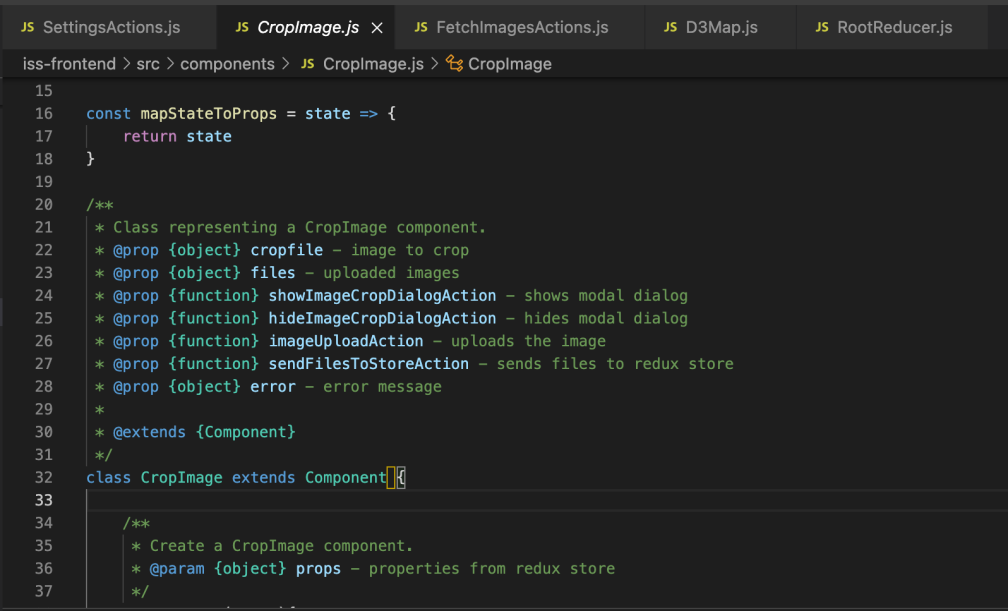 JS SettingsActions.js JS CropImage.js × JS FetchImagesActions.js JS D3Map.js JS RootReducer.js
iss-frontend > src > components > JS CropImage.js > CropImage
15
16 const mapStateToProps = state => {
17 return state
18 }
19
20 /**
21 * Class representing a CropImage component.
22 * @prop {object} cropfile – image to crop
23 * @prop {object} files – uploaded images
24 * @prop {function} showImageCropDialogAction – shows modal dialog
25 * @prop {function} hideImageCropDialogAction – hides modal dialog
26 * @prop {function} imageUploadAction – uploads the image
27 * @prop {function} sendFilesToStoreAction – sends files to redux store
28 * @prop {object} error – error message
29 *
30 * @extends {Component}
31 */
32 class CropImage extends Component {
33
34 /**
35 * Create a CropImage component.
36 * @param {object} props – properties from redux store
37 */